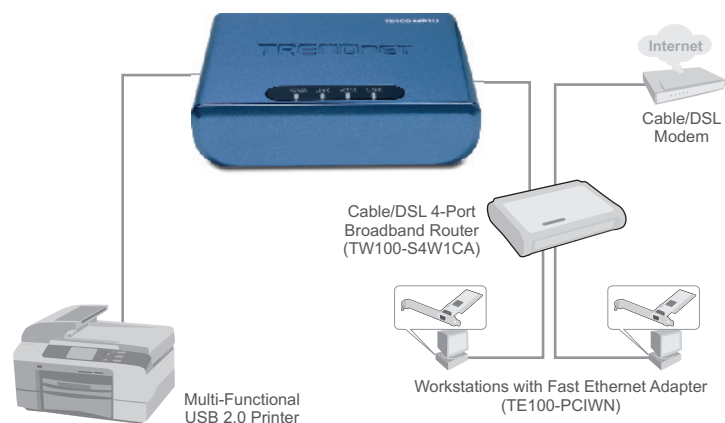 TRENDNET
Internet
Cable/DSL
Modem
Cable/DSL 4-Port
Broadband Router
(TW100-S4W1CA)
Workstations with Fast Ethernet Adapter
(TE100-PCIWN)
Multi-Functional
USB 2.0 Printer